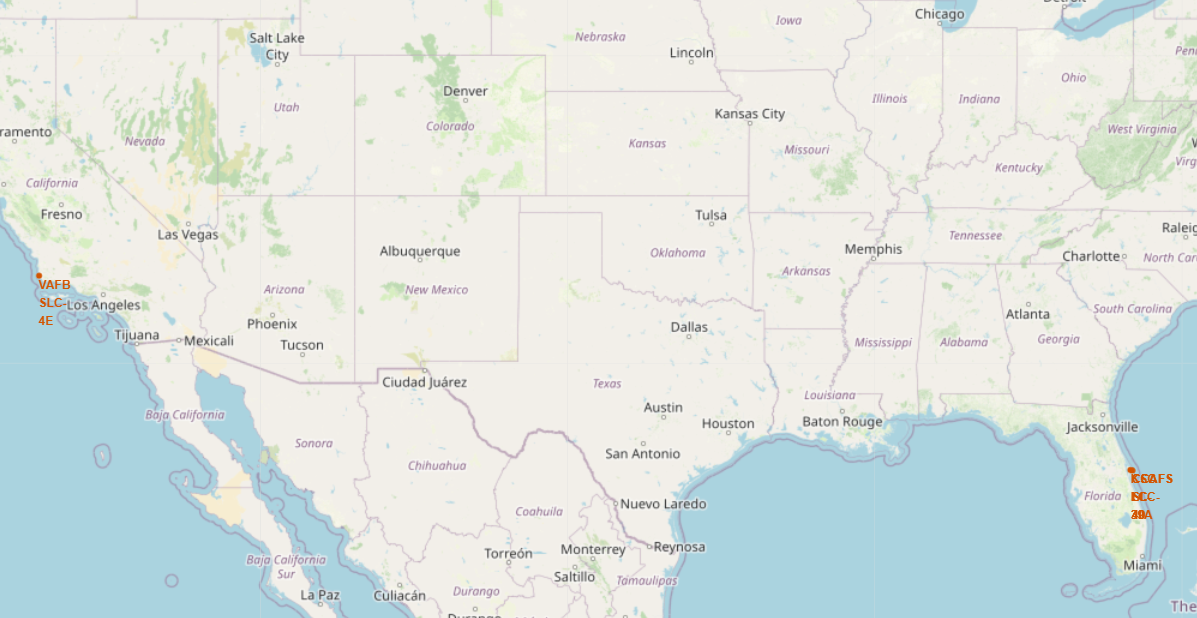 Chicago
Iowa
Nebraska
Lincoln
Salt Lake
City
Denver
Ohio
Utah
Illinois
Indiana
Colorado
Kansas City
West Virginia
Nevada
Kansas
Missouri
Kentucky
California
Fresno
Tulsa
Las Vegas
Tennessee
Albuquerque
Oklahoma
Memphis
Charlotte
Arkansas
VAFB
SLC-
4E
Los Angeles
Arizona
New Mexico
South Carolina
Atlanta
Phoenix
Dallas
Tijuana
Mexicali
Tucson
Mississippi
Alabama
Georgia
Ciudad Juárez
Texas
Louisiana
Baja California
Austin
Houston
Baton Rouge
Jacksonville
Sonora
San Antonio
Chihuahua
Florida
Nuevo Laredo
Coahuila
Reynosa
Torreón
Monterrey
Baja California
Sur
Saltillo
Tamaulipas
Miami
La Paz
Culiacán
Durango
The